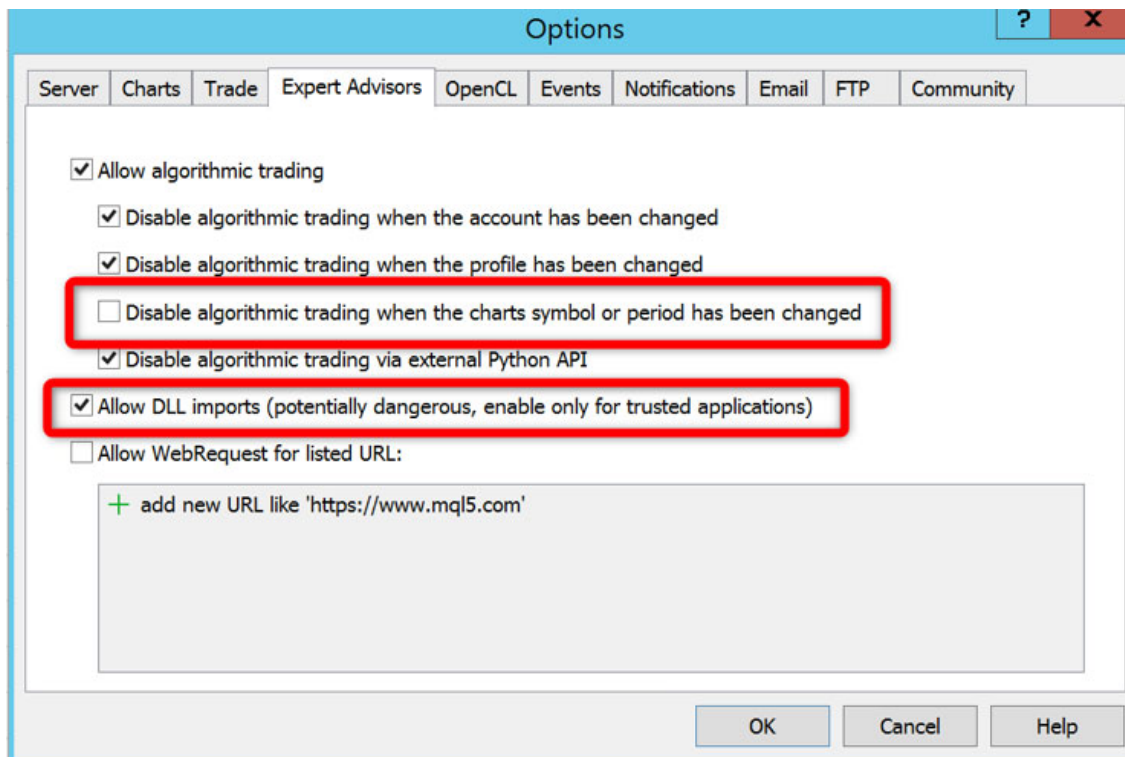 Options
?
X
Server Charts Trade Expert Advisors OpenCL Events Notifications Email FTP Community
Allow algorithmic trading
Disable algorithmic trading when the account has been changed
Disable algorithmic trading when the profile has been changed
Disable algorithmic trading when the charts symbol or period has been changed
Disable algorithmic trading via external Python API
Allow DLL imports (potentially dangerous, enable only for trusted applications)
Allow WebRequest for listed URL:
add new URL like 'https://www.mql5.com'
OK Cancel Help